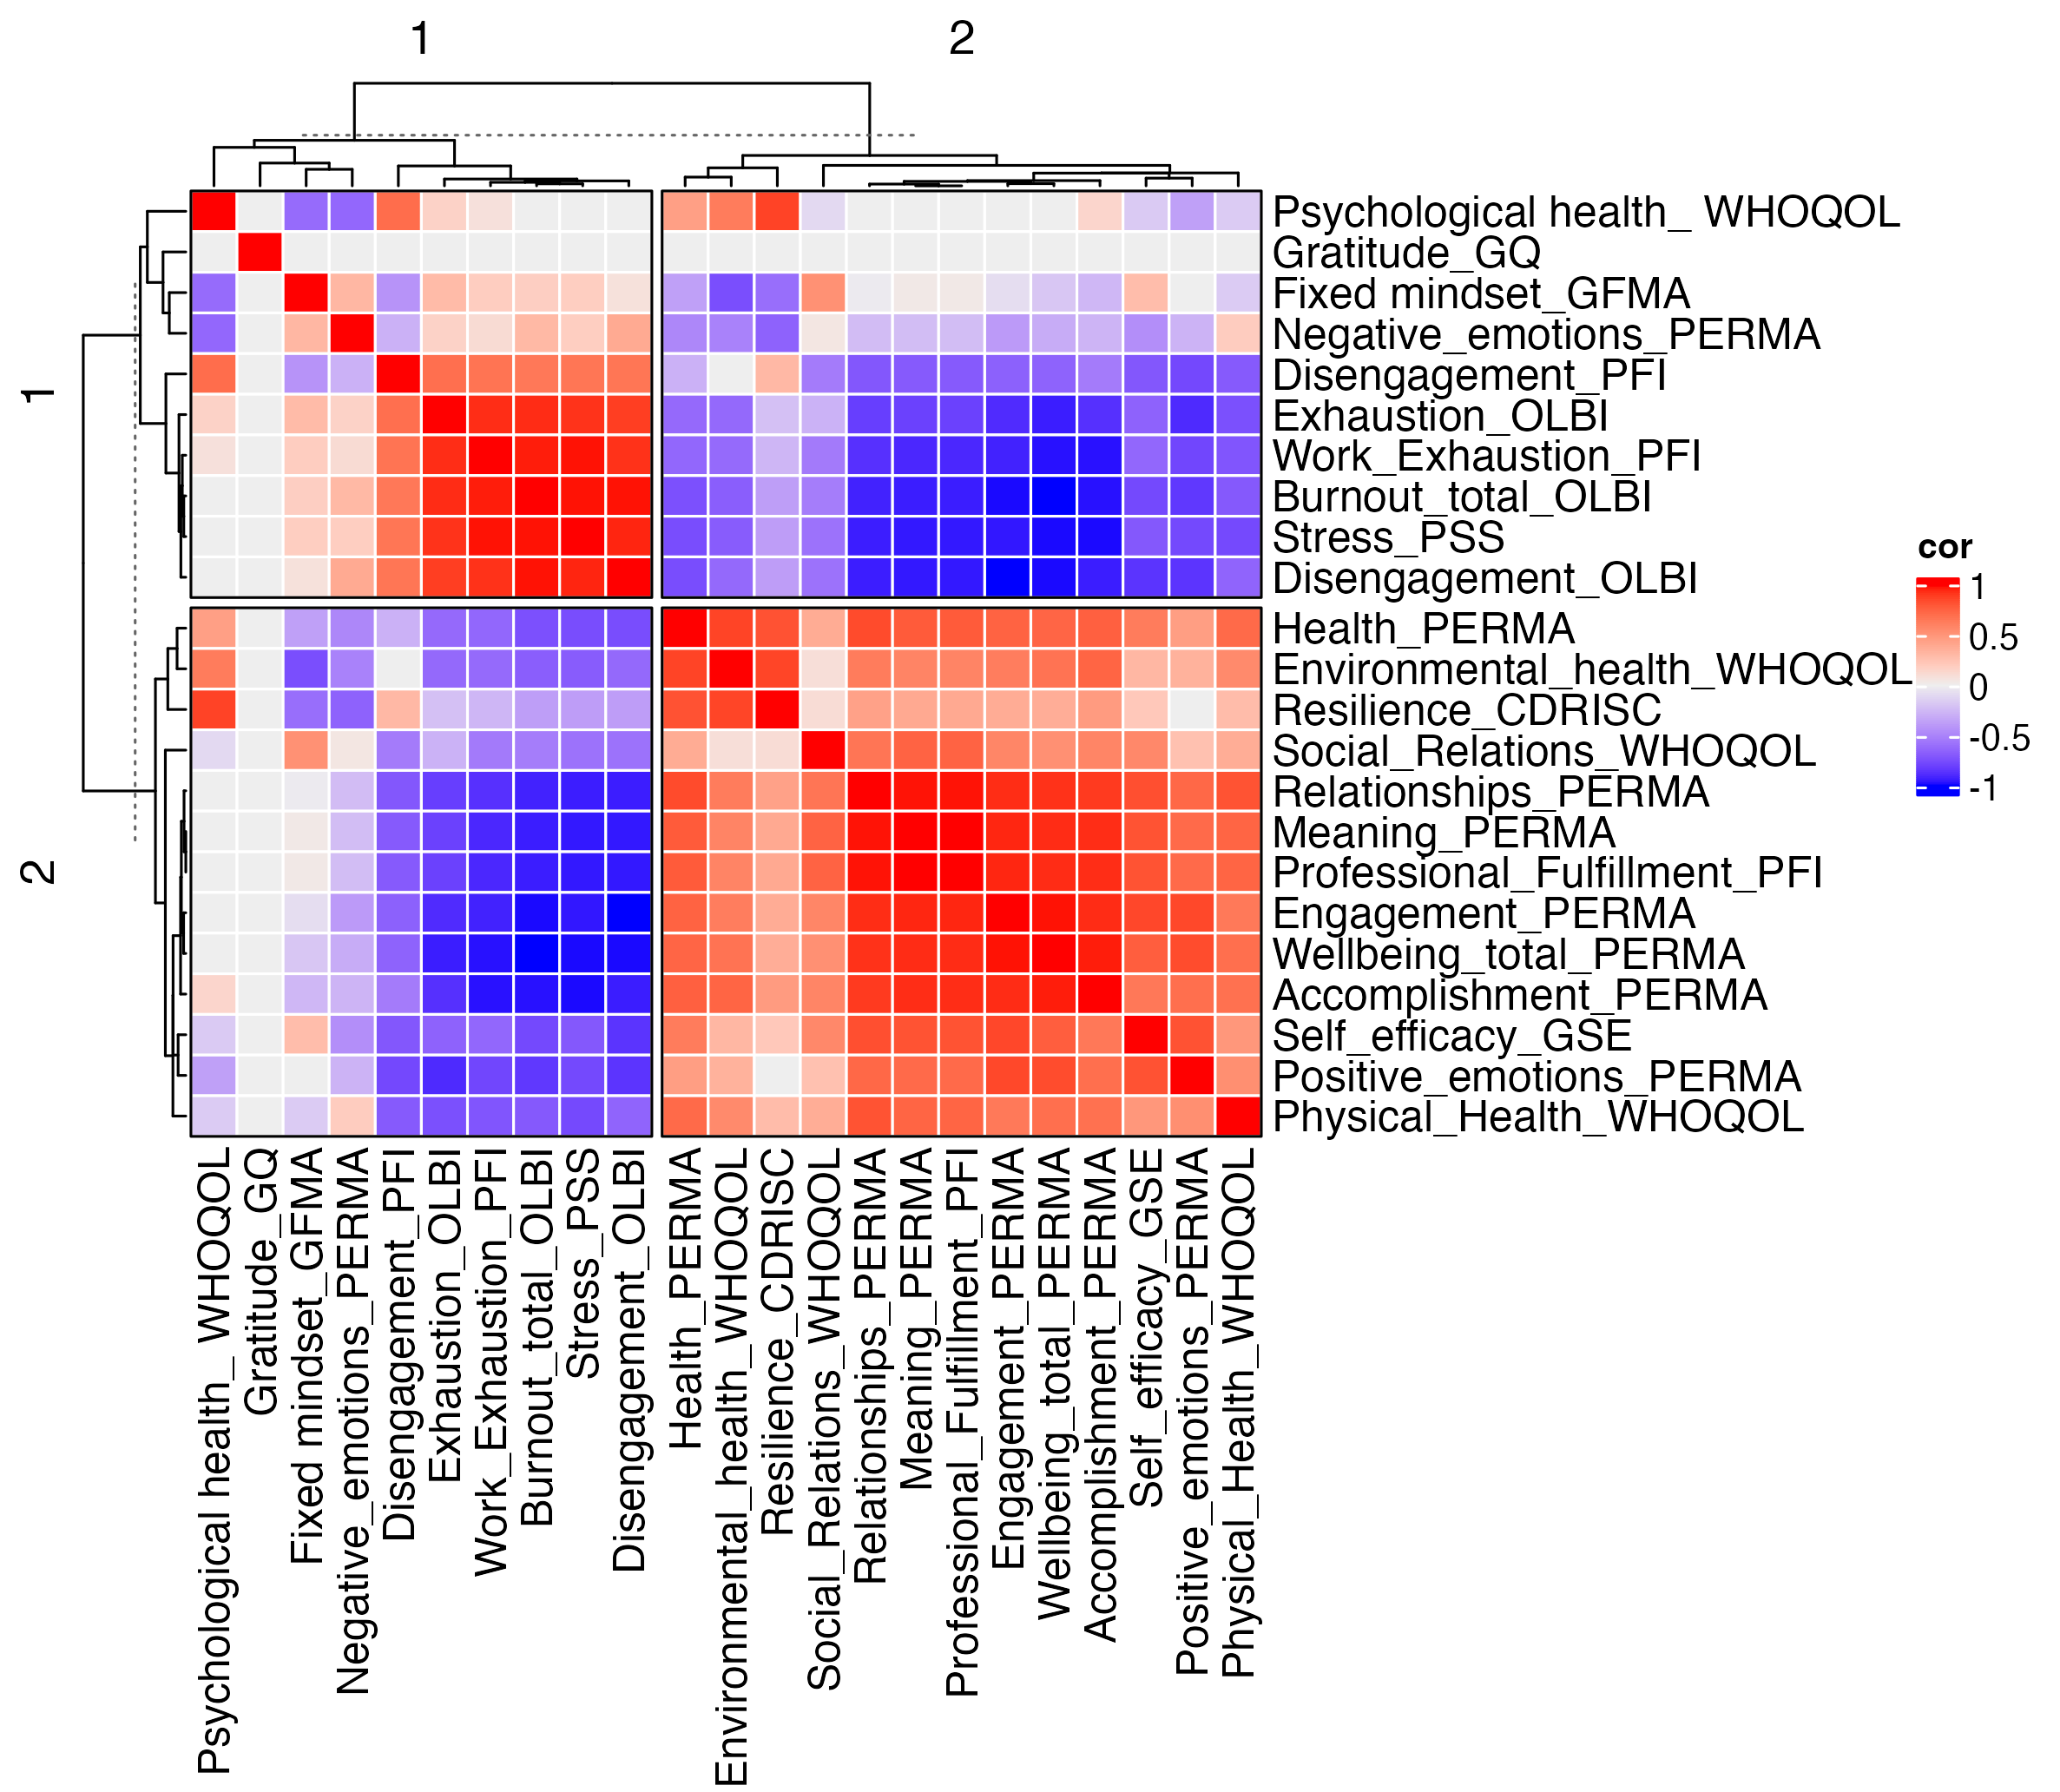 1
2
1
2
Psychological health_ WHOQOL
Gratitude_GQ
Fixed mindset_GFMA
Negative_emotions_PERMA
Disengagement_PFI
Exhaustion_OLBI
Work_Exhaustion_PFI
Burnout_total_OLBI
Stress_PSS
Disengagement_OLBI
Health_PERMA
Environmental_health_WHOQOL
Resilience_CDRISC
Social_Relations_WHOQOL
Relationships_PERMA
Meaning_PERMA
Professional_Fulfillment_PFI
Engagement_PERMA
Wellbeing_total_PERMA
Accomplishment_PERMA
Self_efficacy_GSE
Positive_emotions_PERMA
Physical_Health_WHOQOL
cor
1
0.5
0
-0.5
-1
Psychological health_ WHOQOL
Gratitude_GQ
Fixed mindset_GFMA
Negative_emotions_PERMA
Disengagement_PFI
Exhaustion_OLBI
Work_Exhaustion_PFI
Burnout_total_OLBI
Stress_PSS
Disengagement_OLBI
Health_PERMA
Environmental_health_WHOQOL
Resilience_CDRISC
Social_Relations_WHOQOL
Relationships_PERMA
Meaning_PERMA
Professional_Fulfillment_PFI
Engagement_PERMA
Wellbeing_total_PERMA
Accomplishment_PERMA
Self_efficacy_GSE
Positive_emotions_PERMA
Physical_Health_WHOQOL